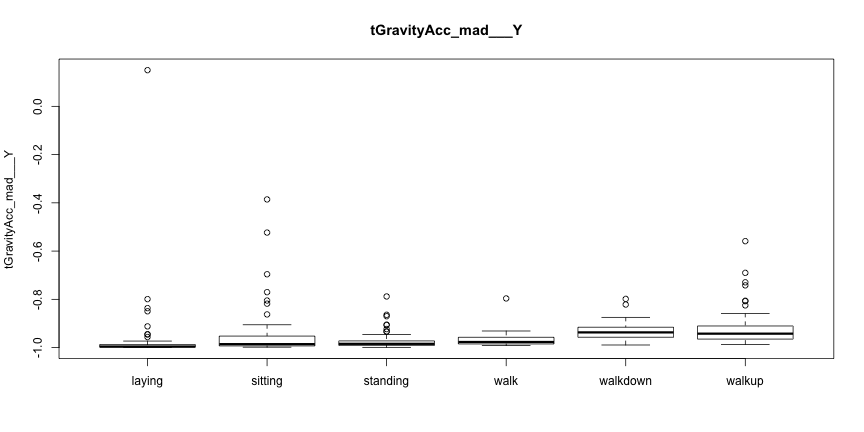 tGravityAcc_mad___Y
tGravityAcc_mad___Y
0.0
-0.2
-0.4
-0.6
-0.8
-1.0
laying sitting standing walk walkdown walkup